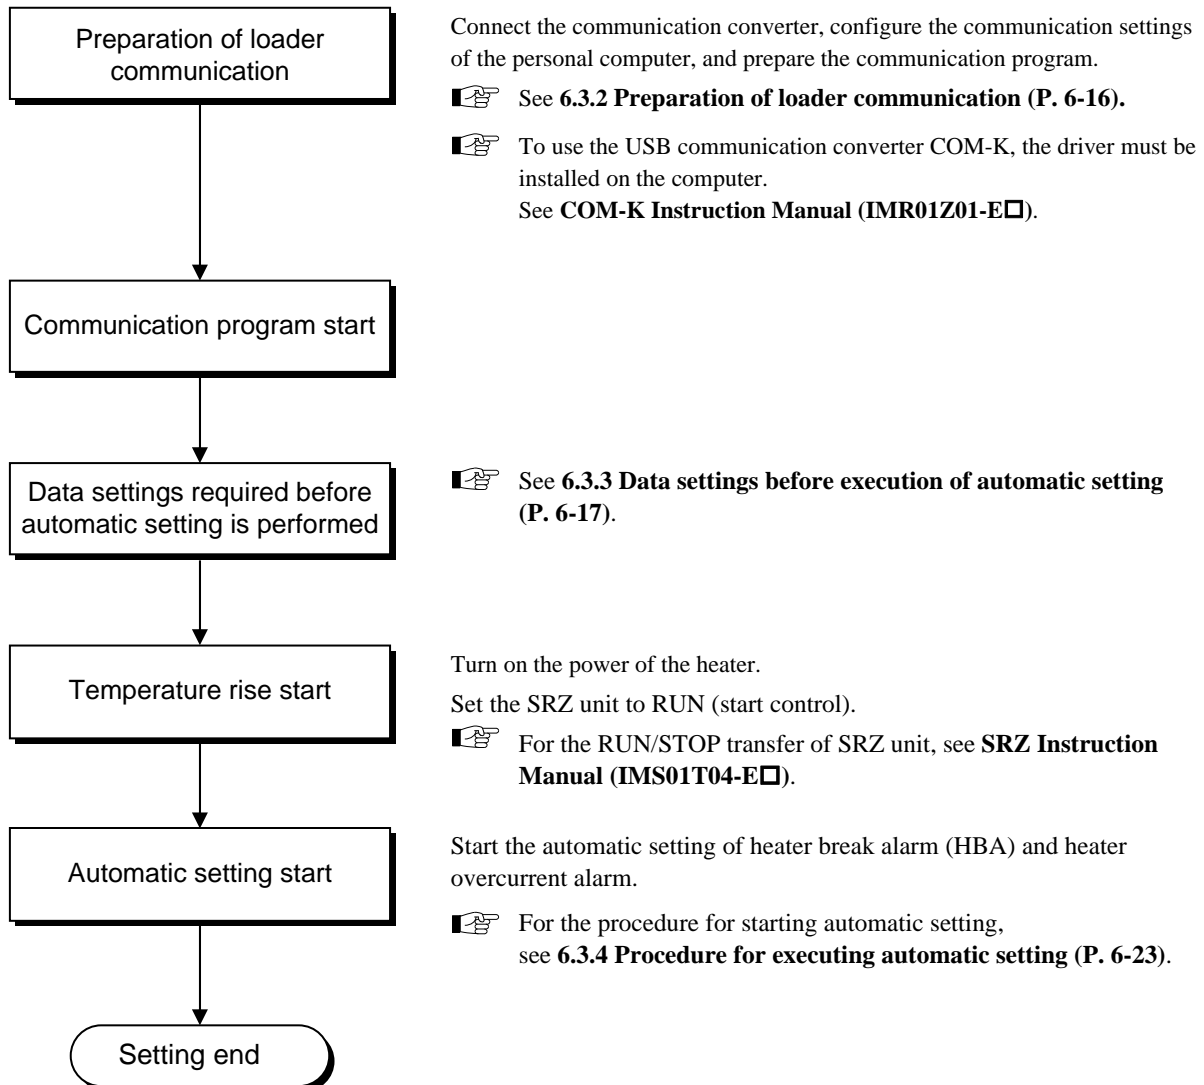 Preparation of loader
communication
Connect the communication converter, configure the communication settings
of the personal computer, and prepare the communication program.
See 6.3.2 Preparation of loader communication (P. 6-16).
To use the USB communication converter COM-K, the driver must be
installed on the computer.
See COM-K Instruction Manual (IMR01Z01-E□).
Communication program start
Data settings required before
automatic setting is performed
See 6.3.3 Data settings before execution of automatic setting
(P. 6-17).
Temperature rise start
Turn on the power of the heater.
Set the SRZ unit to RUN (start control).
For the RUN/STOP transfer of SRZ unit, see SRZ Instruction
Manual (IMS01T04-E□).
Automatic setting start
Start the automatic setting of heater break alarm (HBA) and heater
overcurrent alarm.
For the procedure for starting automatic setting,
see 6.3.4 Procedure for executing automatic setting (P. 6-23).
Setting end